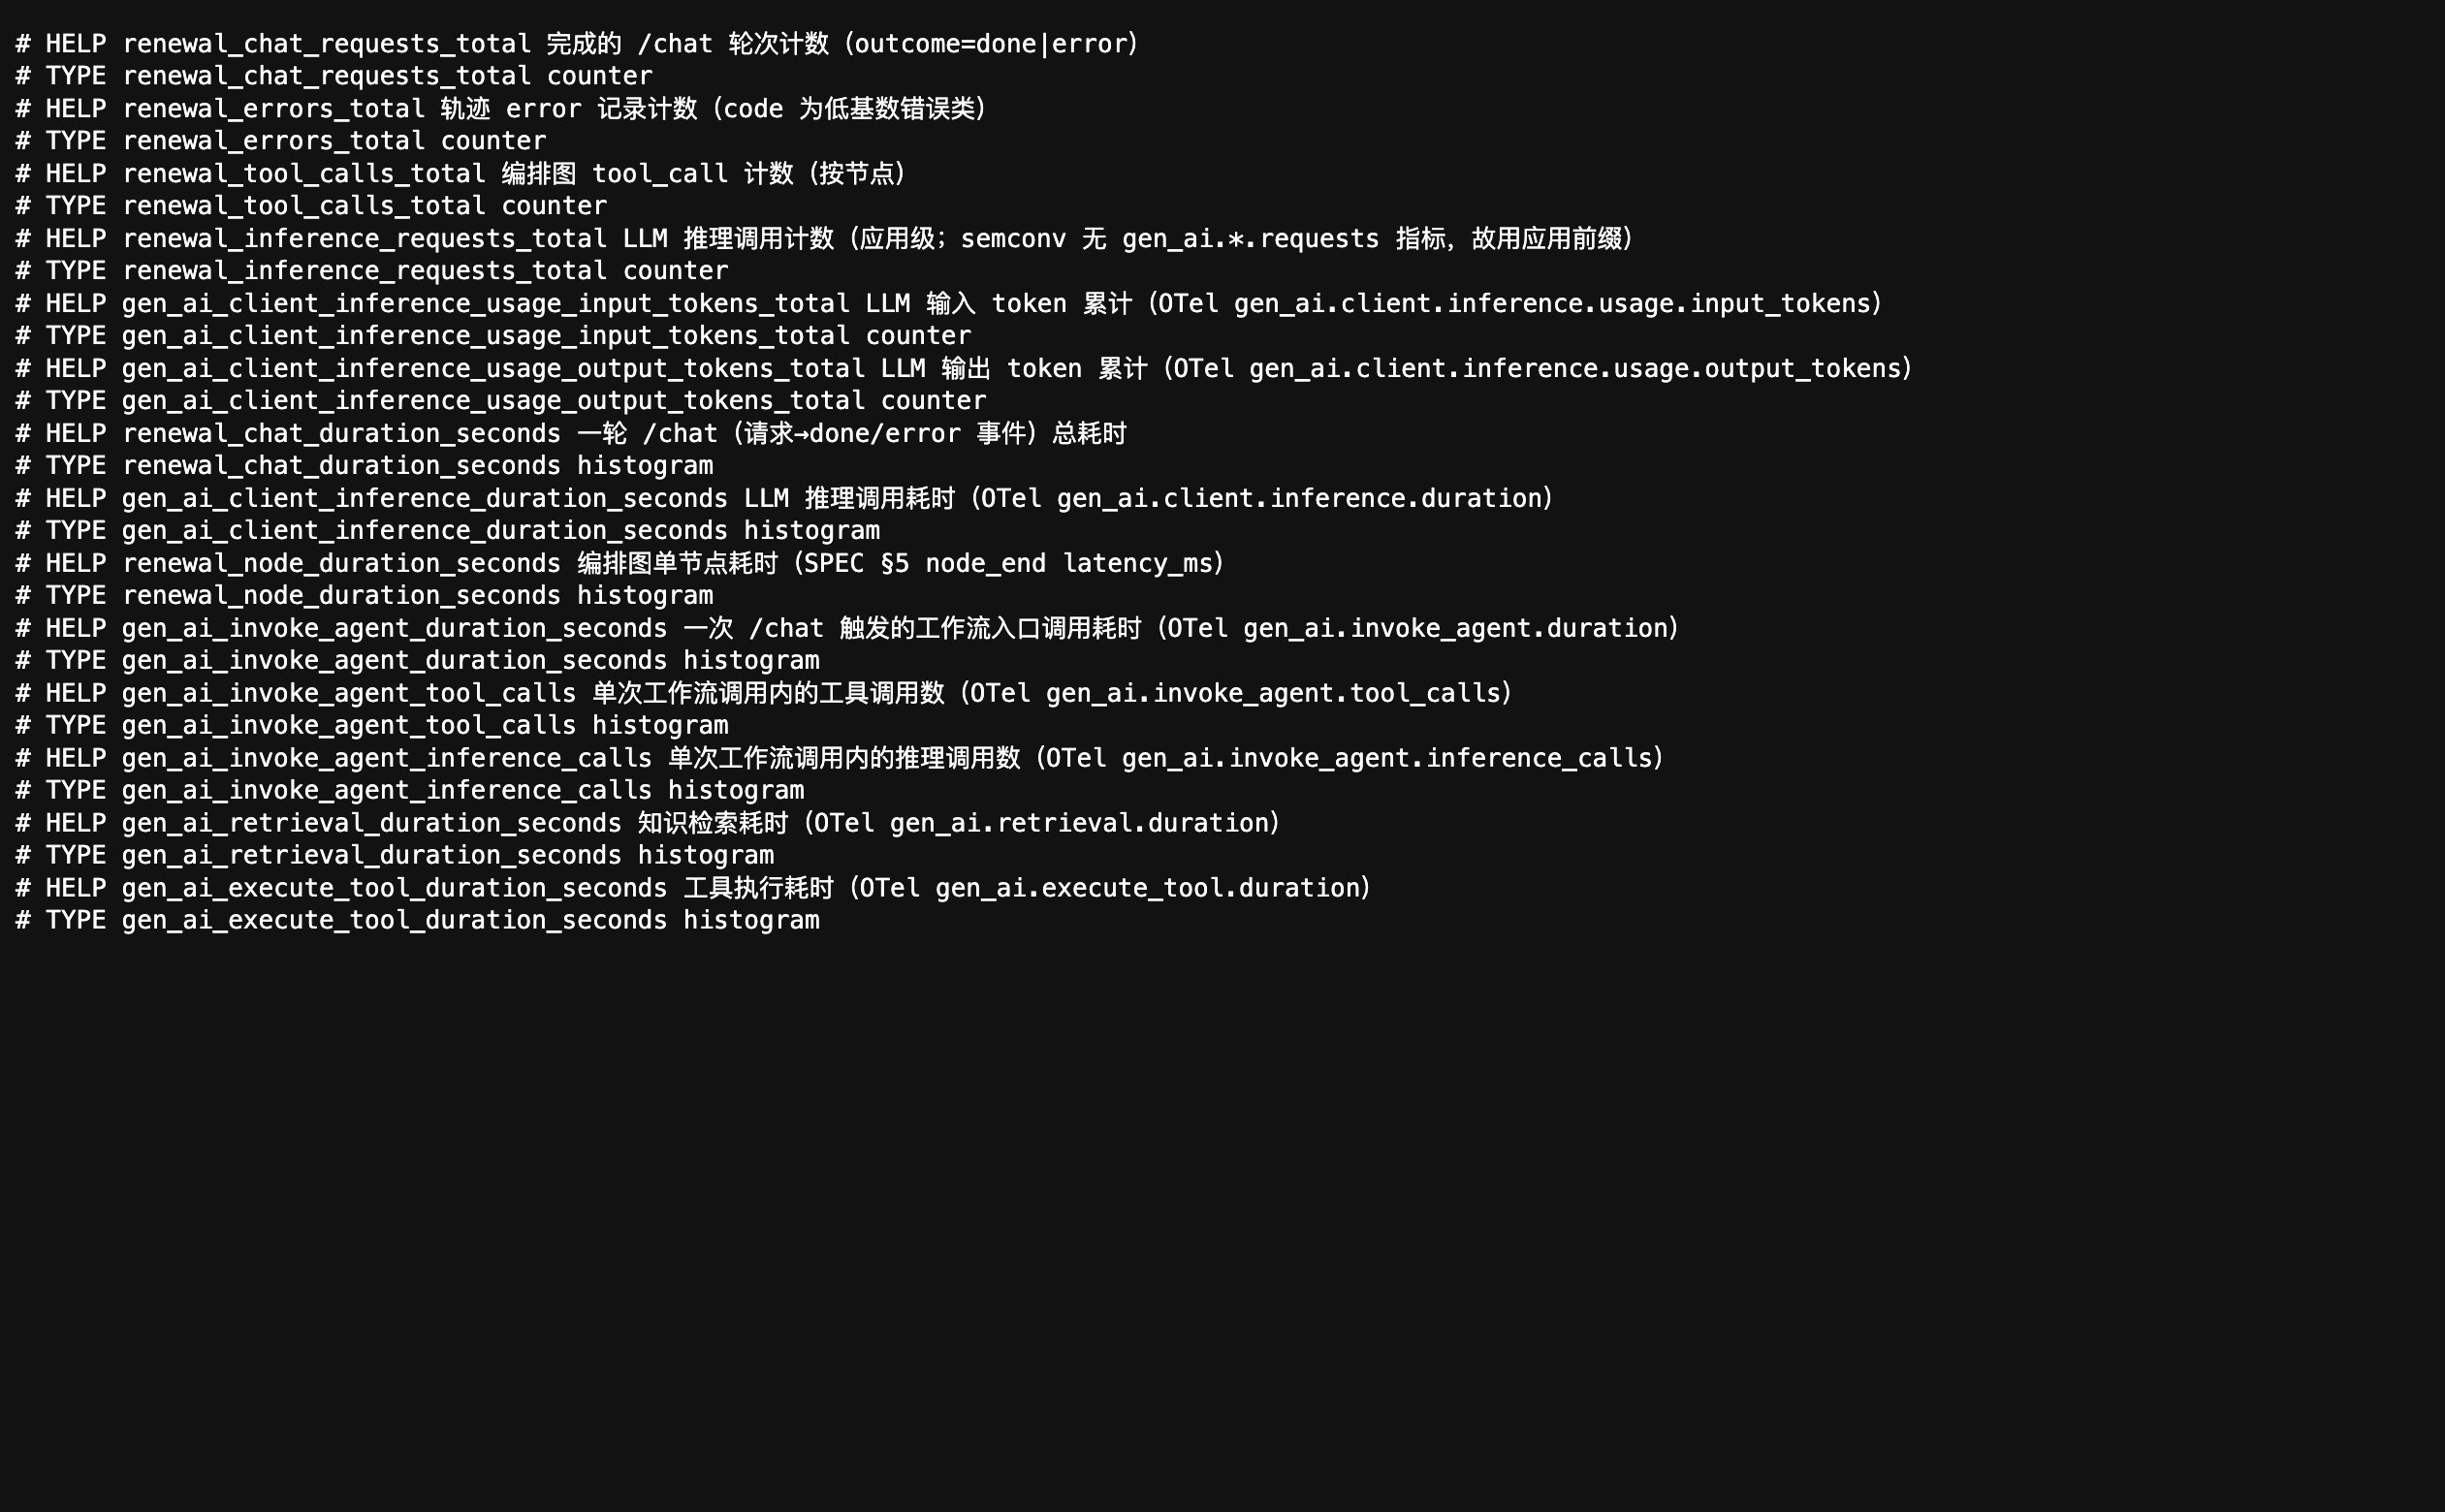 # HELP renewal_chat_requests_total 完成的 /chat 轮次计数（outcome=done|error）
# TYPE renewal_chat_requests_total counter
# HELP renewal_errors_total 轨迹 error 记录计数（code 为低基数错误类）
# TYPE renewal_errors_total counter
# HELP renewal_tool_calls_total 编排图 tool_call 计数（按节点）
# TYPE renewal_tool_calls_total counter
# HELP renewal_inference_requests_total LLM 推理调用计数（应用级；semconv 无 gen_ai.*.requests 指标，故用应用前缀）
# TYPE renewal_inference_requests_total counter
# HELP gen_ai_client_inference_usage_input_tokens_total LLM 输入 token 累计（OTel gen_ai.client.inference.usage.input_tokens）
# TYPE gen_ai_client_inference_usage_input_tokens_total counter
# HELP gen_ai_client_inference_usage_output_tokens_total LLM 输出 token 累计（OTel gen_ai.client.inference.usage.output_tokens）
# TYPE gen_ai_client_inference_usage_output_tokens_total counter
# HELP renewal_chat_duration_seconds 一轮 /chat（请求→done/error 事件）总耗时
# TYPE renewal_chat_duration_seconds histogram
# HELP gen_ai_client_inference_duration_seconds LLM 推理调用耗时（OTel gen_ai.client.inference.duration）
# TYPE gen_ai_client_inference_duration_seconds histogram
# HELP renewal_node_duration_seconds 编排图单节点耗时（SPEC §5 node_end latency_ms）
# TYPE renewal_node_duration_seconds histogram
# HELP gen_ai_invoke_agent_duration_seconds 一次 /chat 触发的工作流入口调用耗时（OTel gen_ai.invoke_agent.duration）
# TYPE gen_ai_invoke_agent_duration_seconds histogram
# HELP gen_ai_invoke_agent_tool_calls 单次工作流调用内的工具调用数（OTel gen_ai.invoke_agent.tool_calls）
# TYPE gen_ai_invoke_agent_tool_calls histogram
# HELP gen_ai_invoke_agent_inference_calls 单次工作流调用内的推理调用数（OTel gen_ai.invoke_agent.inference_calls）
# TYPE gen_ai_invoke_agent_inference_calls histogram
# HELP gen_ai_retrieval_duration_seconds 知识检索耗时（OTel gen_ai.retrieval.duration）
# TYPE gen_ai_retrieval_duration_seconds histogram
# HELP gen_ai_execute_tool_duration_seconds 工具执行耗时（OTel gen_ai.execute_tool.duration）
# TYPE gen_ai_execute_tool_duration_seconds histogram